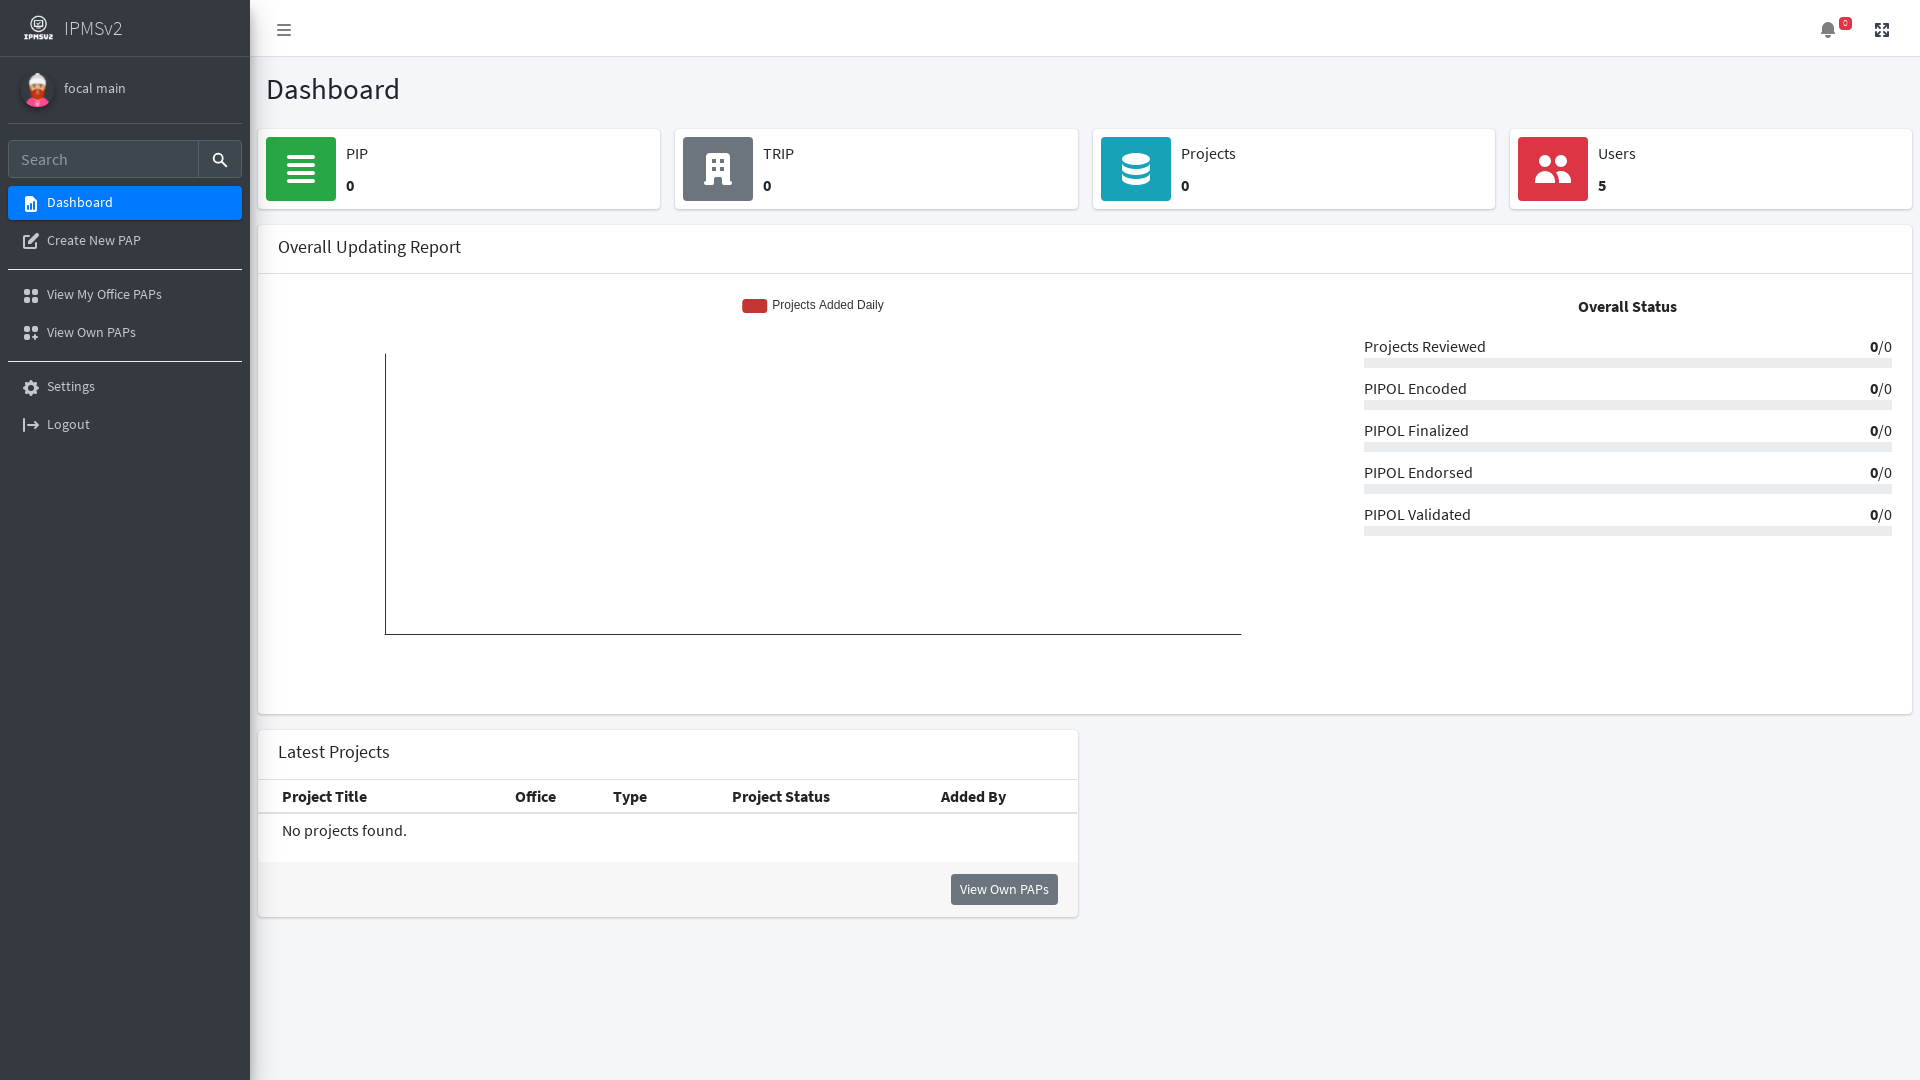 IPMSV2
IPMSv2
0
focal main
Search
Dashboard
Create New PAP
View My Office PAPs
View Own PAPs
Settings
Logout
Dashboard
PIP
0
TRIP
0
Projects
0
Users
5
Overall Updating Report
Projects Added Daily
Overall Status
Projects Reviewed 0/0
PIPOL Encoded 0/0
PIPOL Finalized 0/0
PIPOL Endorsed 0/0
PIPOL Validated 0/0
Latest Projects
Project Title Office Type Project Status Added By
No projects found.
View Own PAPs